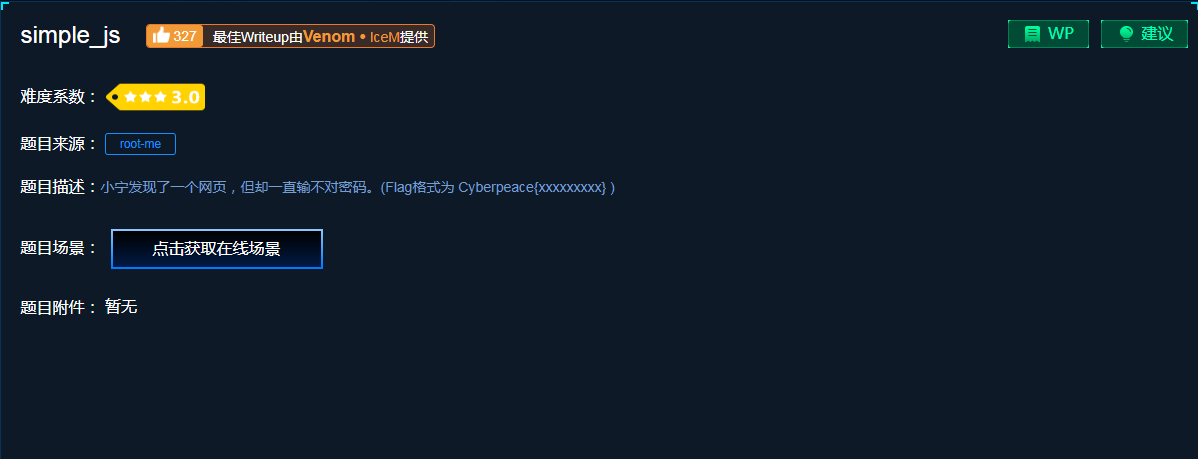 simple_js 327 最佳Writeup由Venom • IceM提供 WP 建议
难度系数： 3.0
题目来源： root-me
题目描述：小宁发现了一个网页，但却一直输不对密码。(Flag格式为 Cyberpeace{xxxxxxxxx} )
题目场景： 点击获取在线场景
题目附件： 暂无